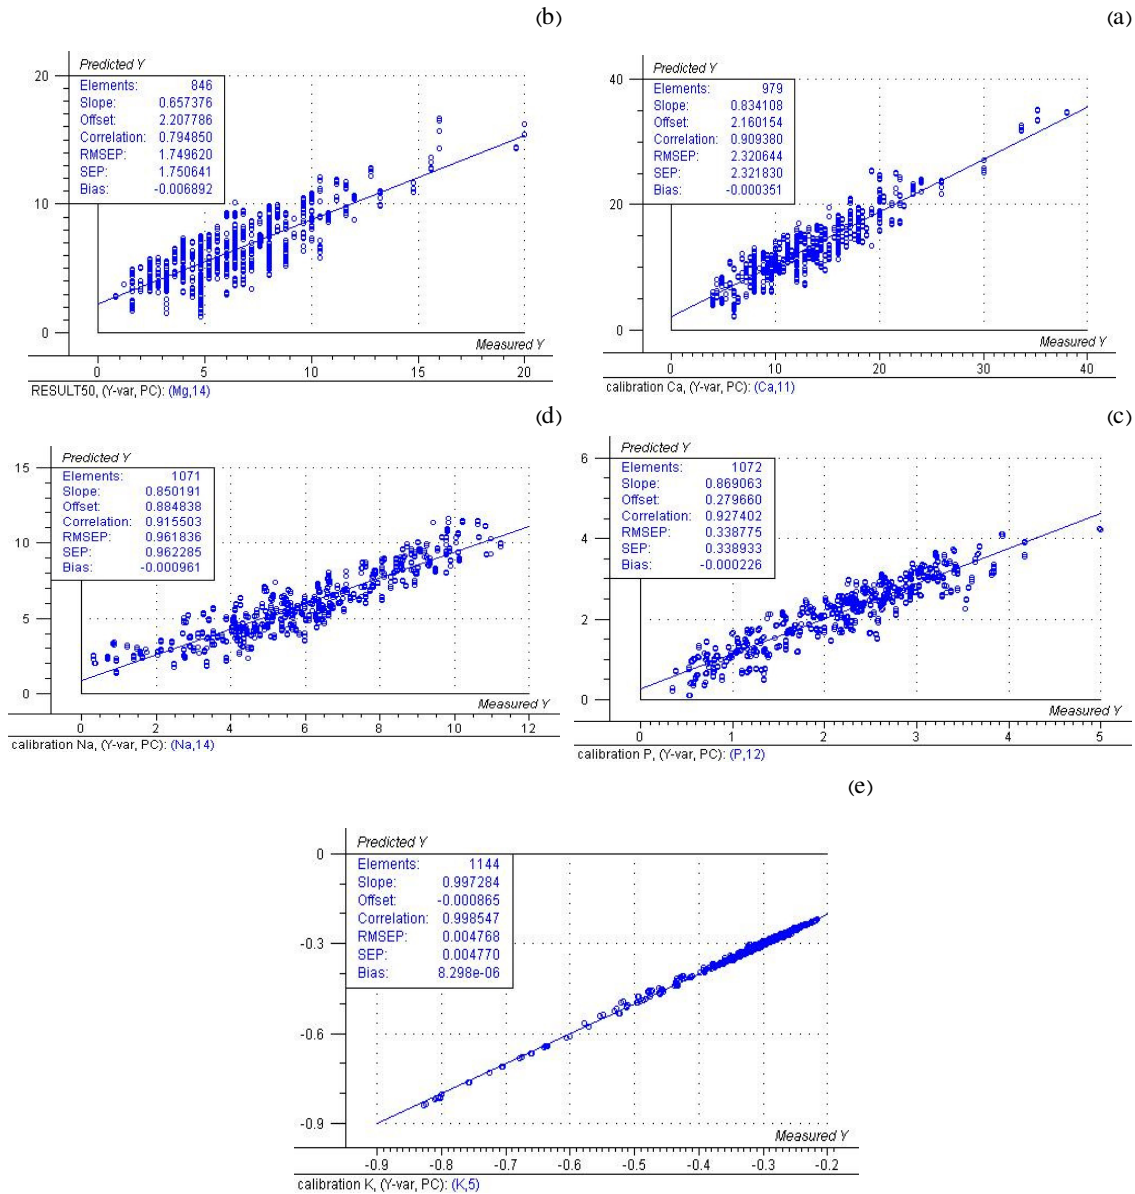 (b)
Predicted Y
20
10
0
Elements: 846
Slope: 0.657376
Offset: 2.207786
Correlation: 0.794850
RMSEP: 1.749620
SEP: 1.750641
Bias: -0.006892
Measured Y
0 5 10 15 20
RESULT50, (Y-var, PC): (Mg,14)
(a)
Predicted Y
40
20
0
Elements: 979
Slope: 0.834108
Offset: 2.160154
Correlation: 0.909380
RMSEP: 2.320644
SEP: 2.321830
Bias: -0.000351
Measured Y
0 10 20 30 40
calibration Ca, (Y-var, PC): (Ca,11)
(d)
Predicted Y
15
10
5
0
Elements: 1071
Slope: 0.850191
Offset: 0.884838
Correlation: 0.915503
RMSEP: 0.961836
SEP: 0.962285
Bias: -0.000961
Measured Y
0 2 4 6 8 10 12
calibration Na, (Y-var, PC): (Na,14)
(c)
Predicted Y
6
4
2
0
Elements: 1072
Slope: 0.869063
Offset: 0.279660
Correlation: 0.927402
RMSEP: 0.338775
SEP: 0.338933
Bias: -0.000226
Measured Y
0 1 2 3 4 5
calibration P, (Y-var, PC): (P,12)
(e)
Predicted Y
0
-0.3
-0.6
-0.9
Elements: 1144
Slope: 0.997284
Offset: -0.000865
Correlation: 0.998547
RMSEP: 0.004768
SEP: 0.004770
Bias: 8.298e-06
Measured Y
-0.9 -0.8 -0.7 -0.6 -0.5 -0.4 -0.3 -0.2
calibration K, (Y-var, PC): (K,5)